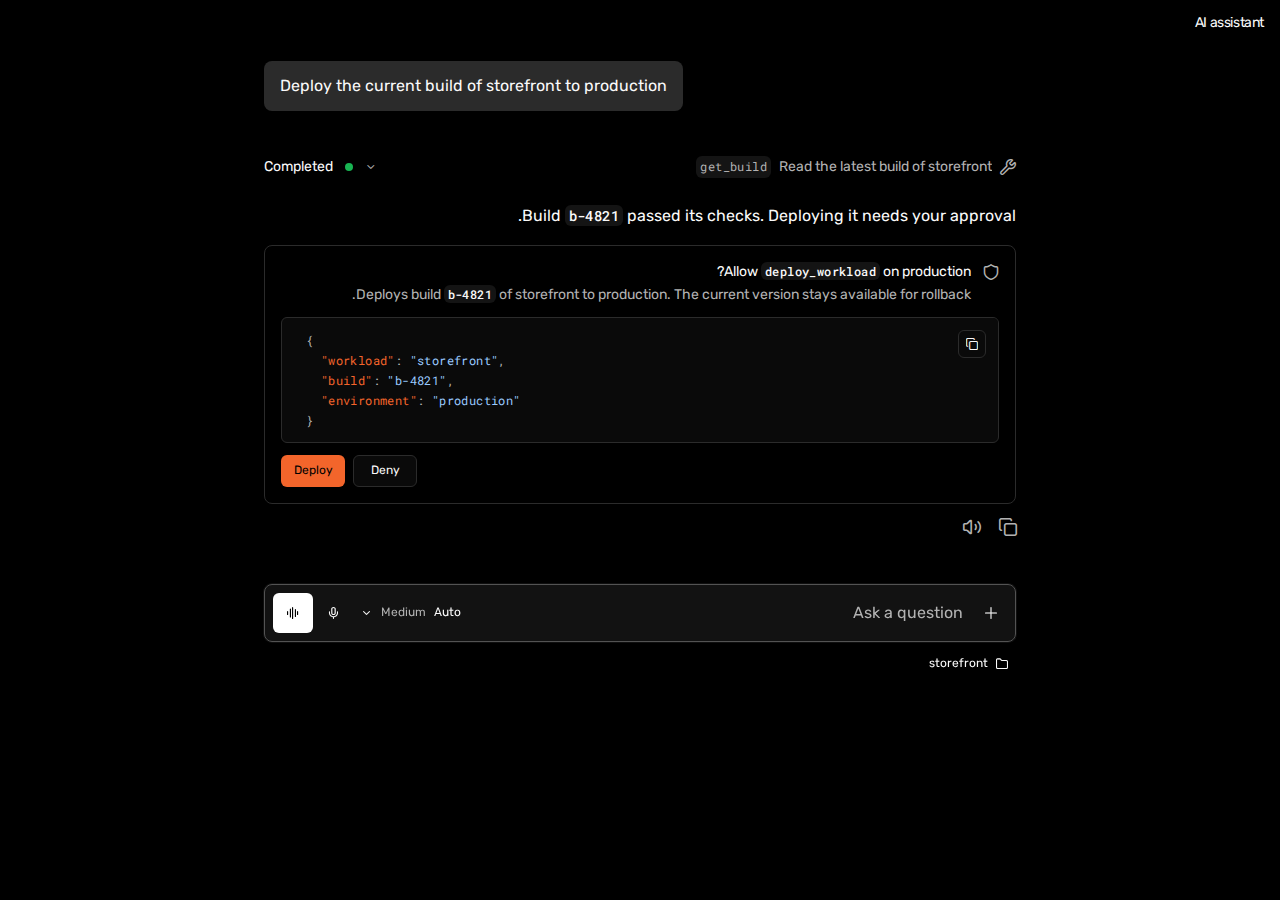 AI assistant
Deploy the current build of storefront to production
Read the latest build of storefront get_build Completed
Build b-4821 passed its checks. Deploying it needs your approval.
Allow deploy_workload on production?
Deploys build b-4821 of storefront to production. The current version stays available for rollback.
{
"workload": "storefront",
"build": "b-4821",
"environment": "production"
}
Deploy Deny
Ask a question Auto Medium
storefront